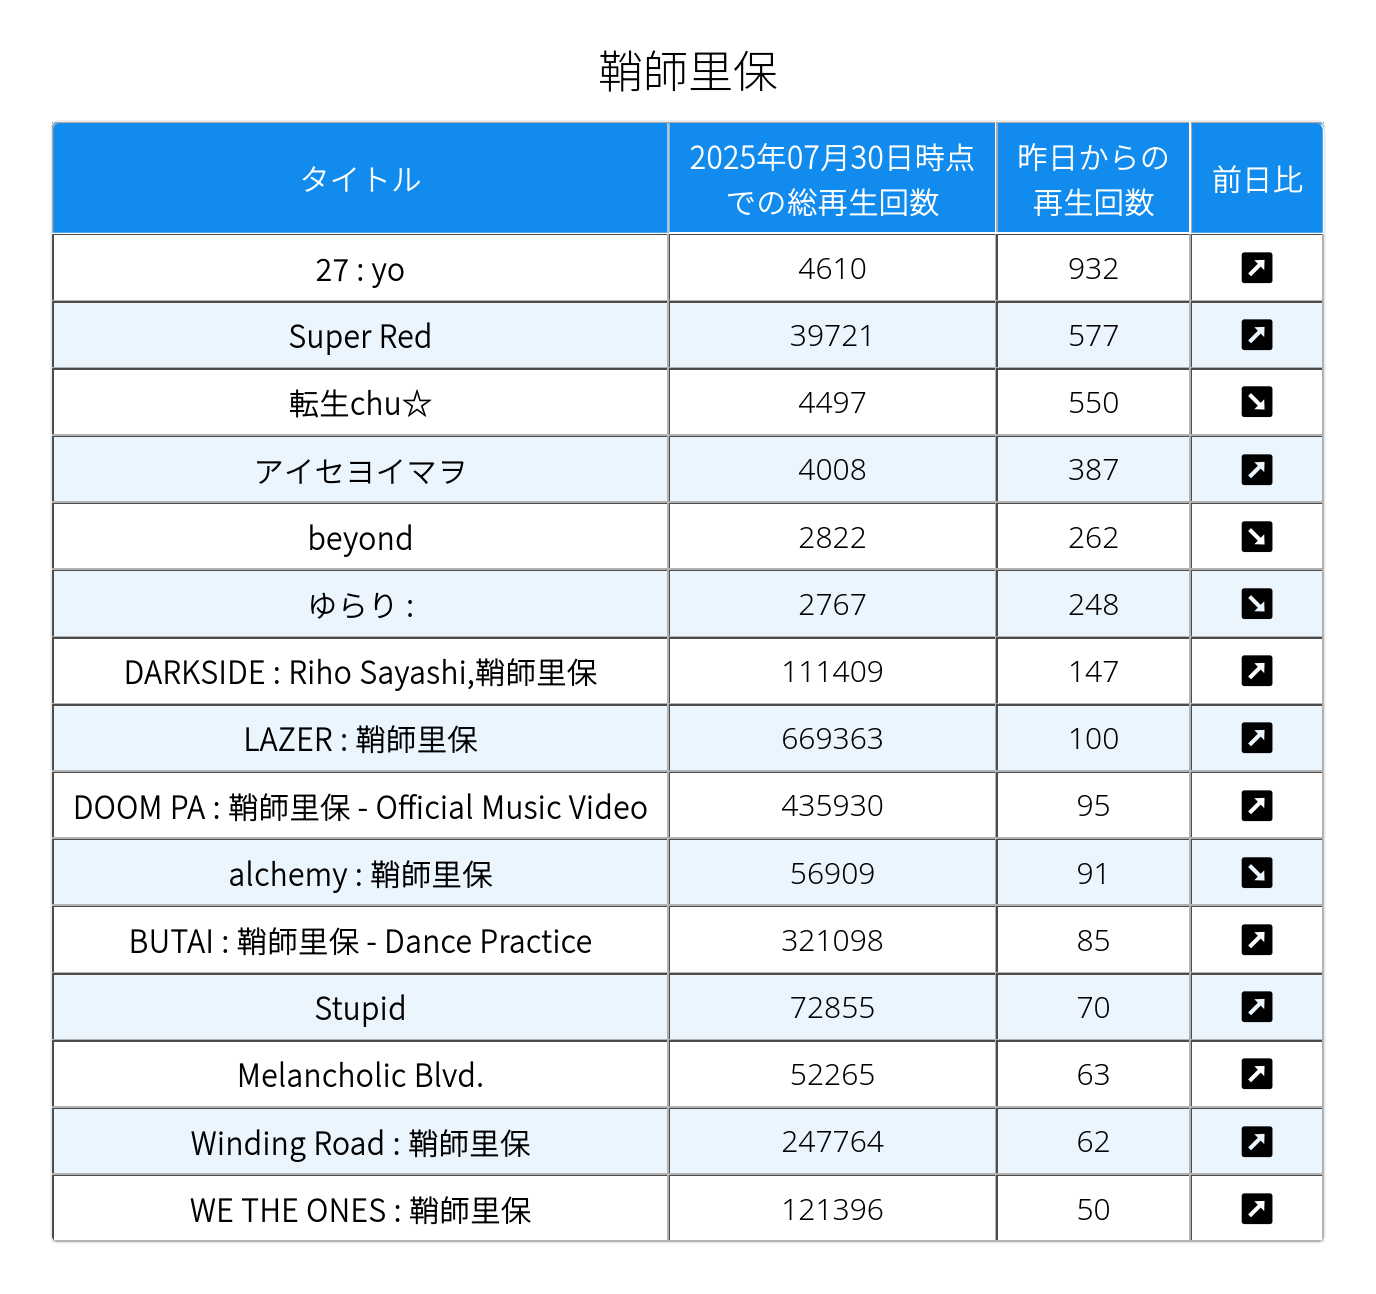 鞘師里保
タイトル
2025年07月30日時点
での総再生回数
昨日からの
再生回数
前日比
27 : yo 4610 932
Super Red 39721 577
転生chu☆ 4497 550
アイセヨイマヲ 4008 387
beyond 2822 262
ゆらり : 2767 248
DARKSIDE : Riho Sayashi,鞘師里保 111409 147
LAZER : 鞘師里保 669363 100
DOOM PA : 鞘師里保 - Official Music Video 435930 95
alchemy : 鞘師里保 56909 91
BUTAI : 鞘師里保 - Dance Practice 321098 85
Stupid 72855 70
Melancholic Blvd. 52265 63
Winding Road : 鞘師里保 247764 62
WE THE ONES : 鞘師里保 121396 50